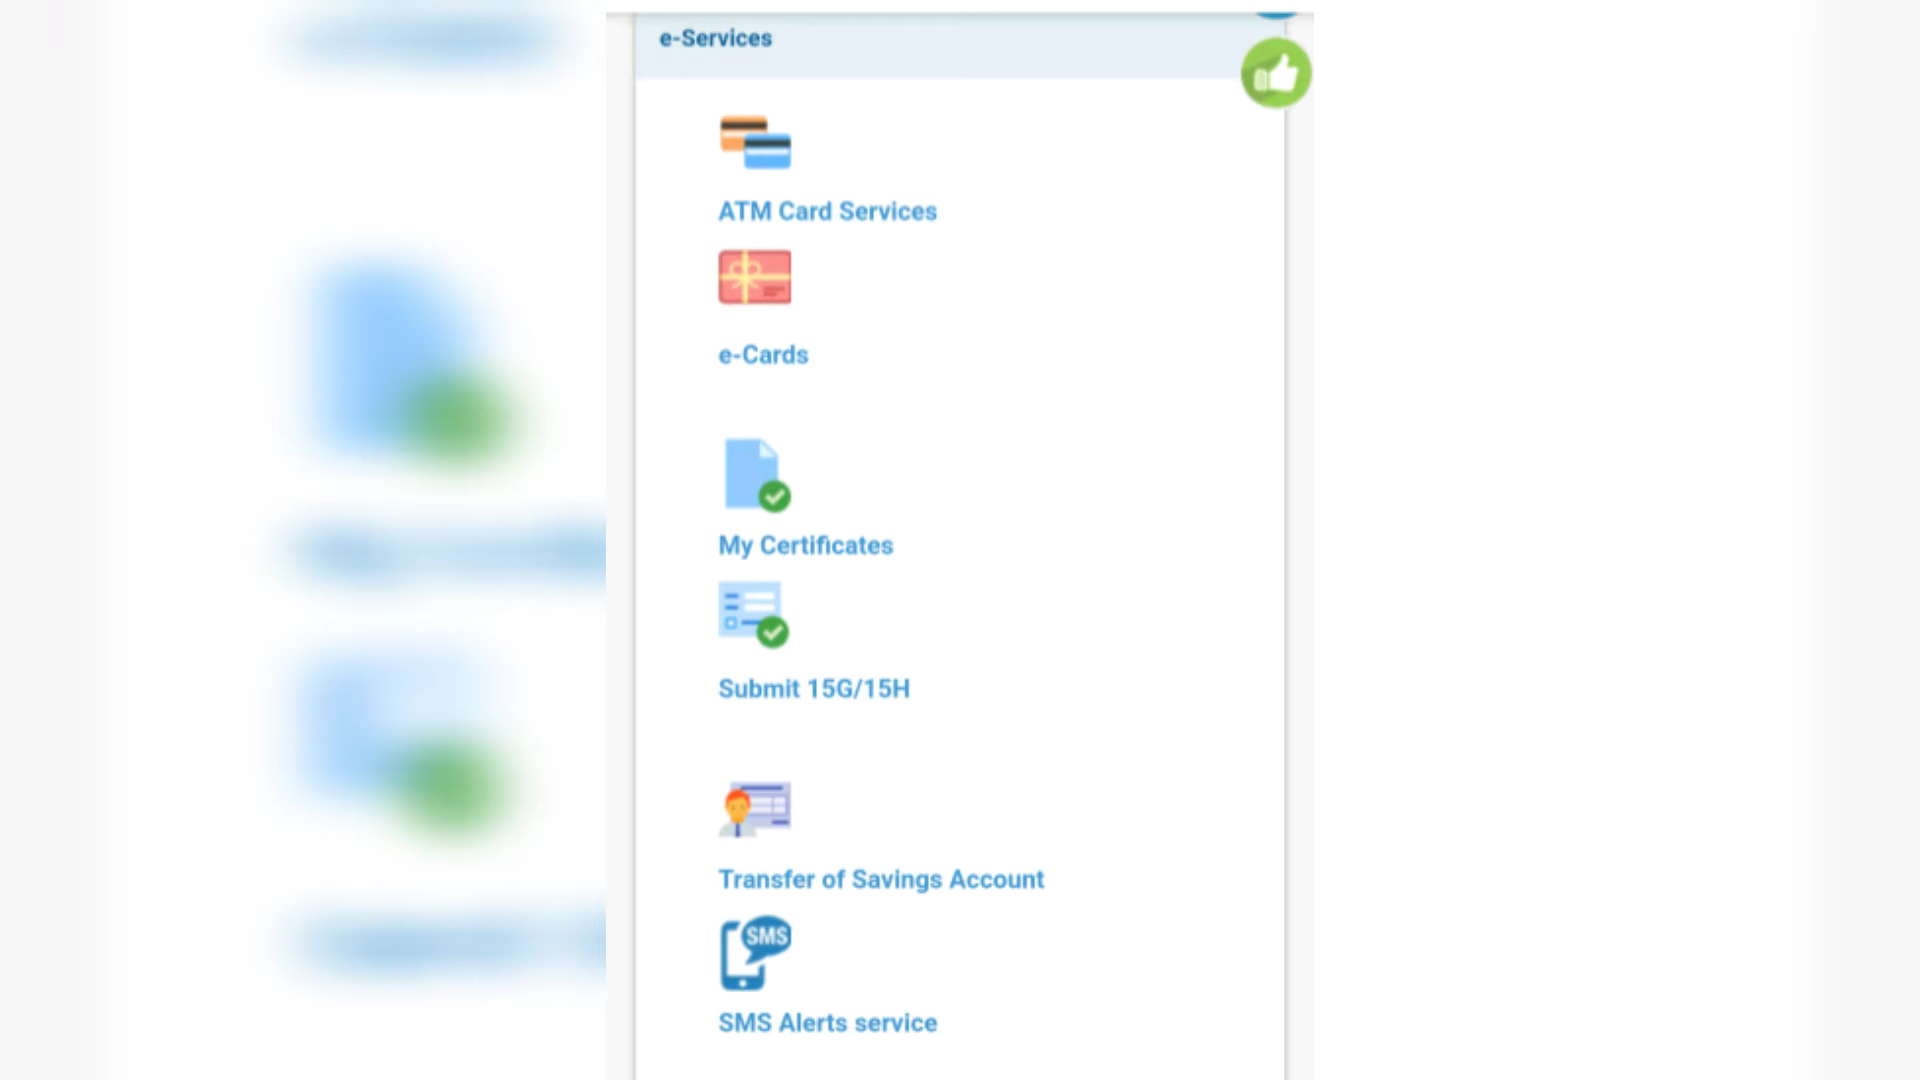 e-Services
ATM Card Services
e-Cards
My Certificates
Submit 15G/15H
Transfer of Savings Account
SMS
SMS Alerts service